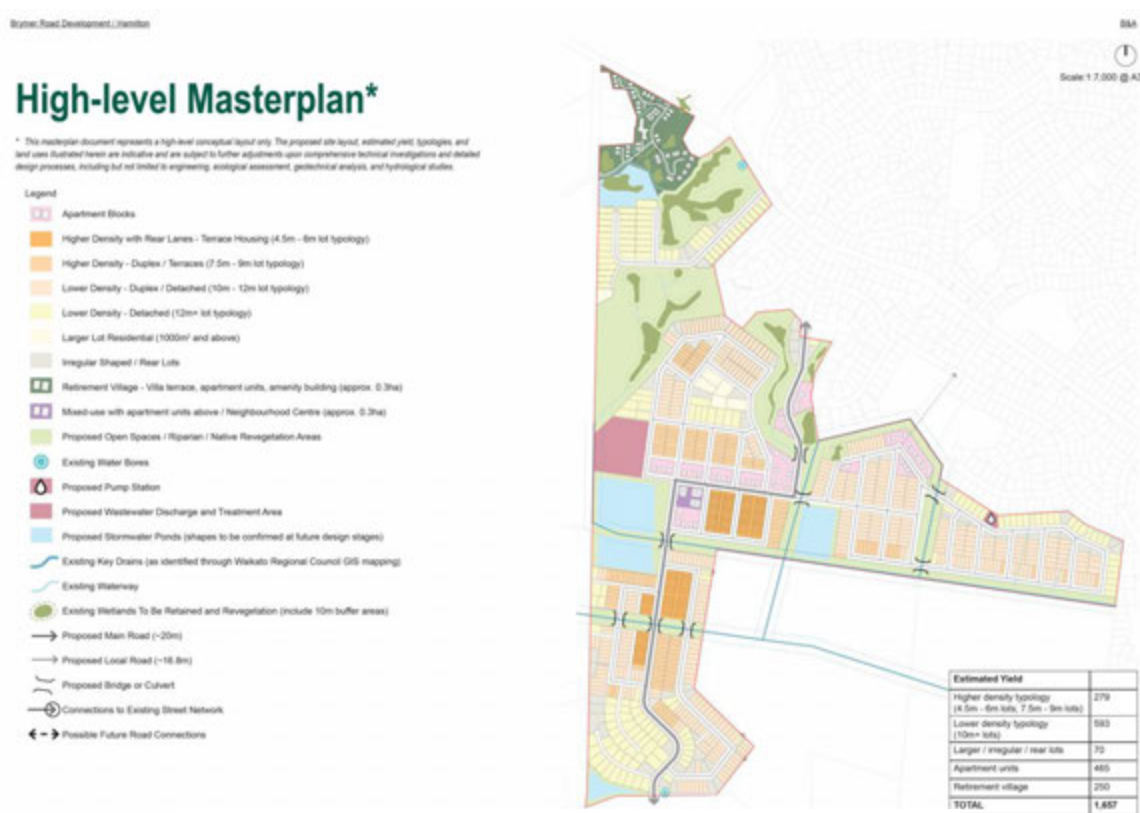 Brymer Road Development | Hamilton
B&A
Scale 1:7,000 @ A3
High-level Masterplan*
* This masterplan document represents a high-level conceptual layout only. The proposed site layout, estimated yield, typologies, and
land uses illustrated herein are indicative and are subject to further adjustments upon comprehensive technical investigations and detailed
design processes, including but not limited to engineering, ecological assessment, geotechnical analysis, and hydrological studies.
Legend
Apartment Blocks
Higher Density with Rear Lanes - Terrace Housing (4.5m - 6m lot typology)
Higher Density - Duplex / Terraces (7.5m - 9m lot typology)
Lower Density - Duplex / Detached (10m - 12m lot typology)
Lower Density - Detached (12m+ lot typology)
Larger Lot Residential (1000m² and above)
Irregular Shaped / Rear Lots
Retirement Village - Villa terrace, apartment units, amenity building (approx. 0.3ha)
Mixed-use with apartment units above / Neighbourhood Centre (approx. 0.3ha)
Proposed Open Spaces / Riparian / Native Revegetation Areas
Existing Water Bores
Proposed Pump Station
Proposed Wastewater Discharge and Treatment Area
Proposed Stormwater Ponds (shapes to be confirmed at future design stages)
Existing Key Drains (as identified through Waikato Regional Council GIS mapping)
Existing Waterway
Existing Wetlands To Be Retained and Revegetation (include 10m buffer areas)
Proposed Main Road (~20m)
Proposed Local Road (~16.8m)
Proposed Bridge or Culvert
Connections to Existing Street Network
Possible Future Road Connections
Estimated Yield
Higher density typology 279
(4.5m - 6m lots, 7.5m - 9m lots)
Lower density typology 593
(10m+ lots)
Larger / irregular / rear lots 70
Apartment units 465
Retirement village 250
TOTAL 1,657